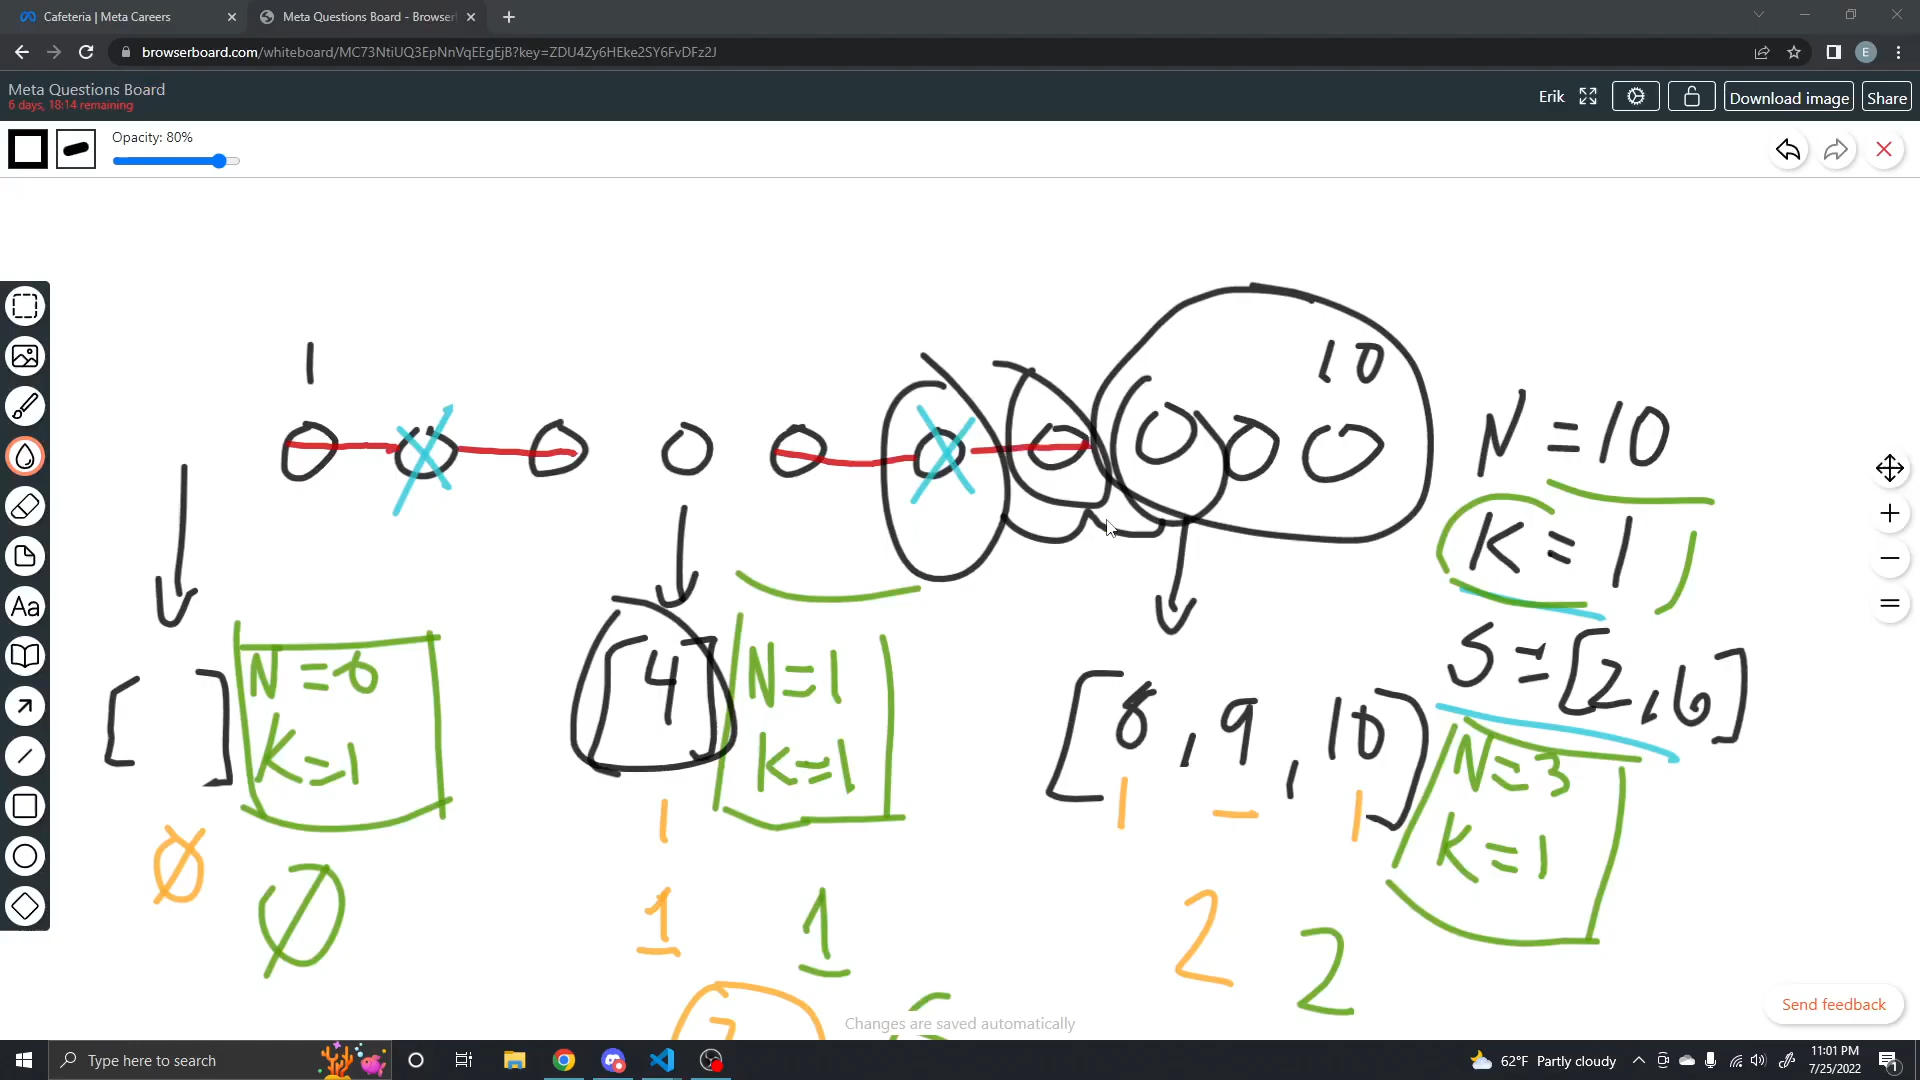 Cafeteria | Meta Careers
Meta Questions Board - Browser
browserboard.com/whiteboard/MC73NtiUQ3EpNnVqEEgEjB?key=ZDU4Zy6HEke2SY6FvDFz2J
E
Meta Questions Board
6 days, 18:14 remaining
Erik
Download image
Share
Opacity: 80%
1
10
N = 10
K = 1
S = [2, 6]
[ ]
N = 0
K = 1
[4]
N = 1
K = 1
[8, 9, 10]
N = 3
K = 1
1
1 - 1
Ø
Ø
1
1
2
2
Aa
Changes are saved automatically
Send feedback
Type here to search
62°F Partly cloudy
11:01 PM
7/25/2022
1